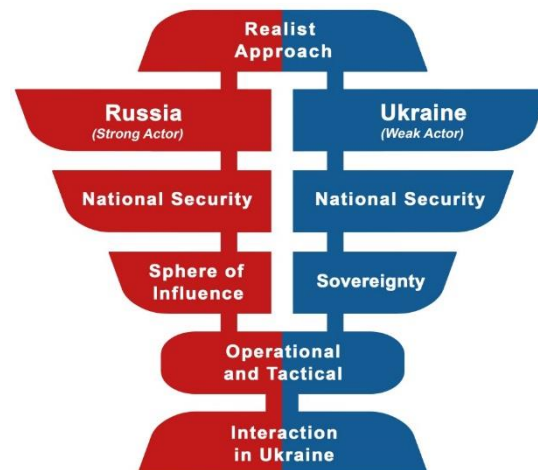 Realist
Approach
Russia
(Strong Actor)
Ukraine
(Weak Actor)
National Security
National Security
Sphere of
Influence
Sovereignty
Operational
and Tactical
Interaction
in Ukraine